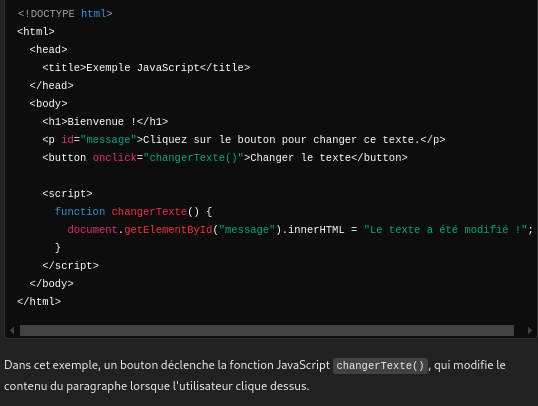 <!DOCTYPE html>
<html>
  <head>
    <title>Exemple JavaScript</title>
  </head>
  <body>
    <h1>Bienvenue !</h1>
    <p id="message">Cliquez sur le bouton pour changer ce texte.</p>
    <button onclick="changerTexte()">Changer le texte</button>

    <script>
      function changerTexte() {
        document.getElementById("message").innerHTML = "Le texte a été modifié !";
      }
    </script>
  </body>
</html>
Dans cet exemple, un bouton déclenche la fonction JavaScript changerTexte(), qui modifie le
contenu du paragraphe lorsque l'utilisateur clique dessus.